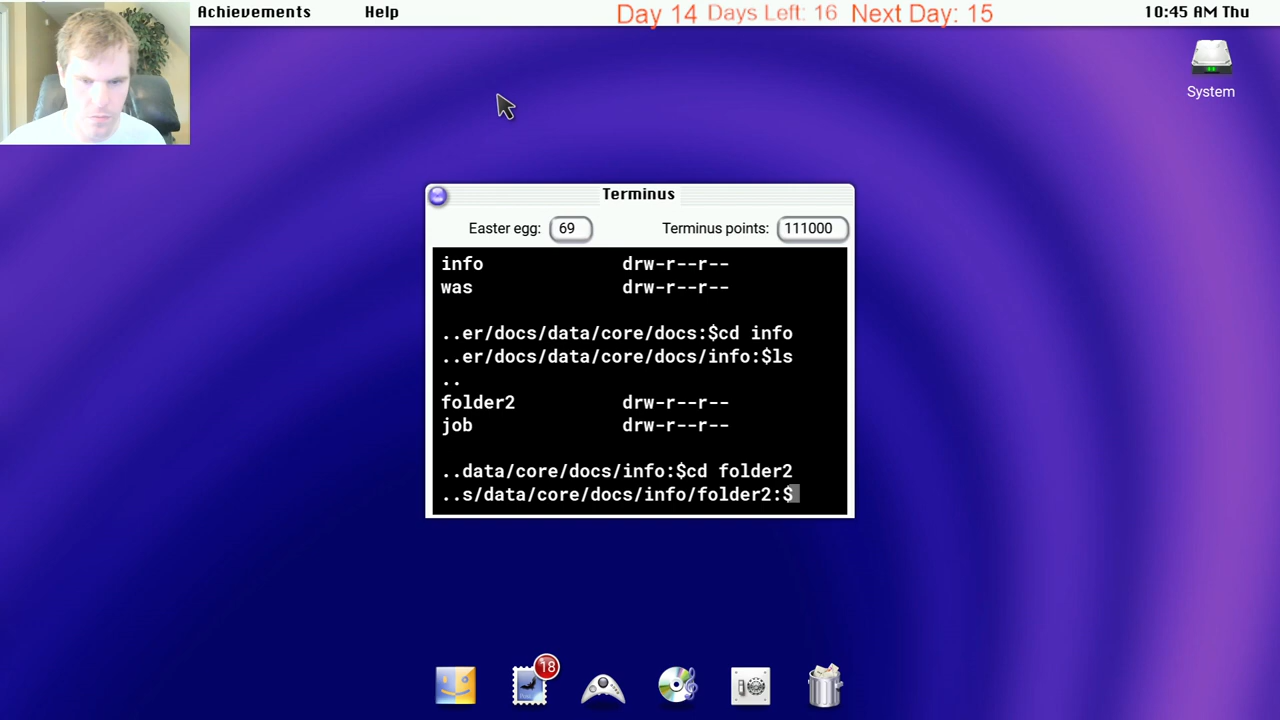 Achievements Help Day 14 Days Left: 16 Next Day: 15 10:45 AM Thu
System
Terminus
Easter egg: 69 Terminus points: 111000
info drw-r--r--
was drw-r--r--
..er/docs/data/core/docs:$cd info
..er/docs/data/core/docs/info:$ls
..
folder2 drw-r--r--
job drw-r--r--
..data/core/docs/info:$cd folder2
..s/data/core/docs/info/folder2:$
18